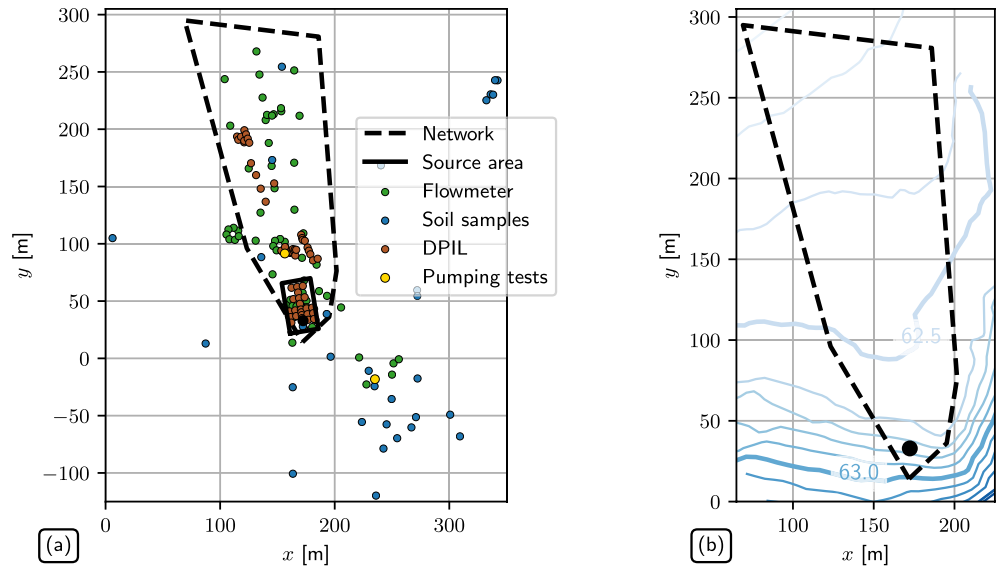 300
250
200
150
100
50
0
−50
−100
y [m]
0
100
200
300
x [m]
(a)
Network
Source area
Flowmeter
Soil samples
DPIL
Pumping tests
300
250
200
150
100
50
0
y [m]
62.5
63.0
100
150
200
x [m]
(b)